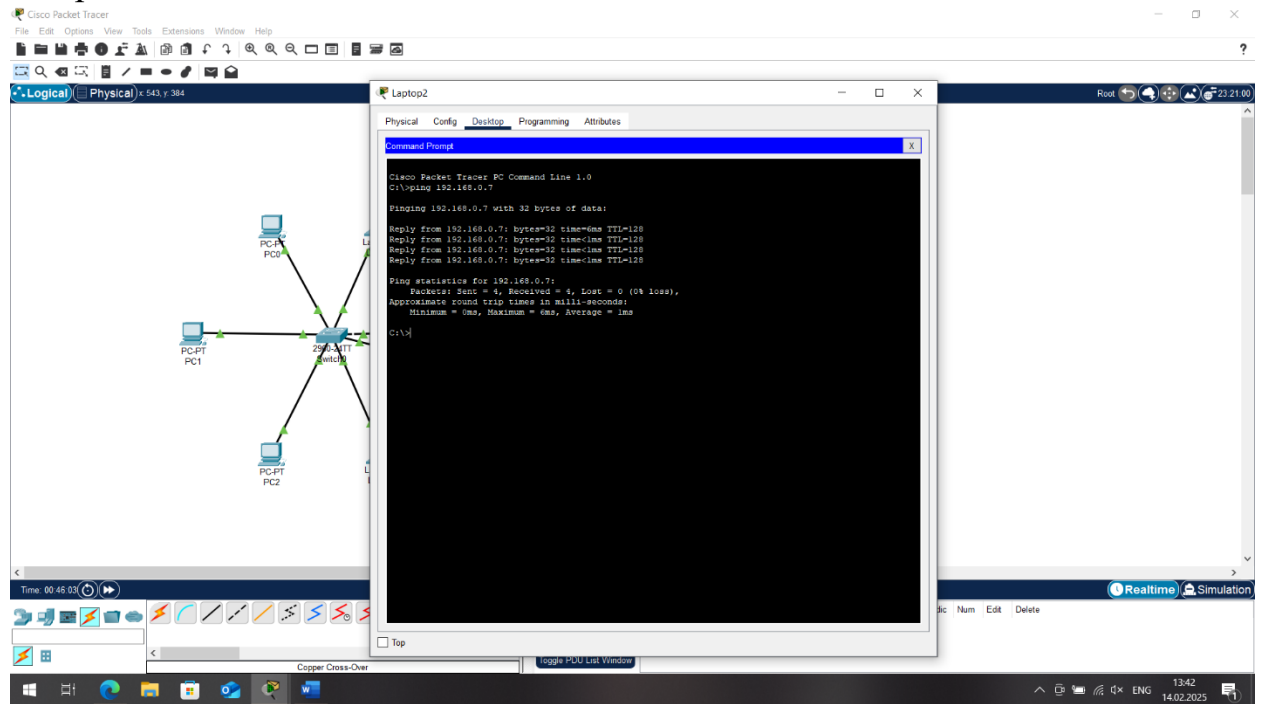 Cisco Packet Tracer
File Edit Options View Tools Extensions Window Help
Logical Physical x: 543, y: 384
Root 23:21:00
Laptop2
Physical Config Desktop Programming Attributes
Command Prompt X
Cisco Packet Tracer PC Command Line 1.0
C:\>ping 192.168.0.7
Pinging 192.168.0.7 with 32 bytes of data:
Reply from 192.168.0.7: bytes=32 time=6ms TTL=128
Reply from 192.168.0.7: bytes=32 time<1ms TTL=128
Reply from 192.168.0.7: bytes=32 time<1ms TTL=128
Reply from 192.168.0.7: bytes=32 time<1ms TTL=128
Ping statistics for 192.168.0.7:
Packets: Sent = 4, Received = 4, Lost = 0 (0% loss),
Approximate round trip times in milli-seconds:
Minimum = 0ms, Maximum = 6ms, Average = 1ms
C:\>
PC-PT
PC0
PC-PT
PC1
2960-24TT
Switch0
PC-PT
PC2
Top
Time: 00:46:03
Realtime Simulation
Num Edit Delete
Copper Cross-Over
Toggle PDU List Window
ENG
13:42
14.02.2025